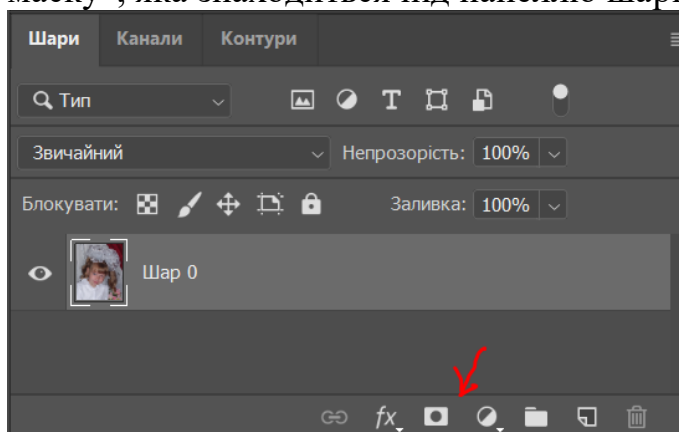 Шари Канали Контури
Тип
Звичайний Непрозорість: 100%
Блокувати: Заливка: 100%
Шар 0
fx